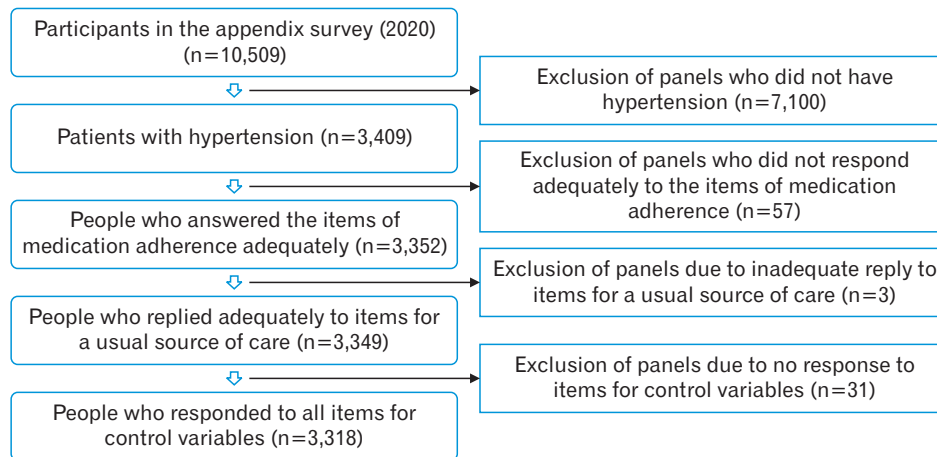 Participants in the appendix survey (2020)
(n=10,509)
Exclusion of panels who did not have
hypertension (n=7,100)
Patients with hypertension (n=3,409)
Exclusion of panels who did not respond
adequately to the items of medication
adherence (n=57)
People who answered the items of
medication adherence adequately (n=3,352)
Exclusion of panels due to inadequate reply to
items for a usual source of care (n=3)
People who replied adequately to items for
a usual source of care (n=3,349)
Exclusion of panels due to no response to
items for control variables (n=31)
People who responded to all items for
control variables (n=3,318)